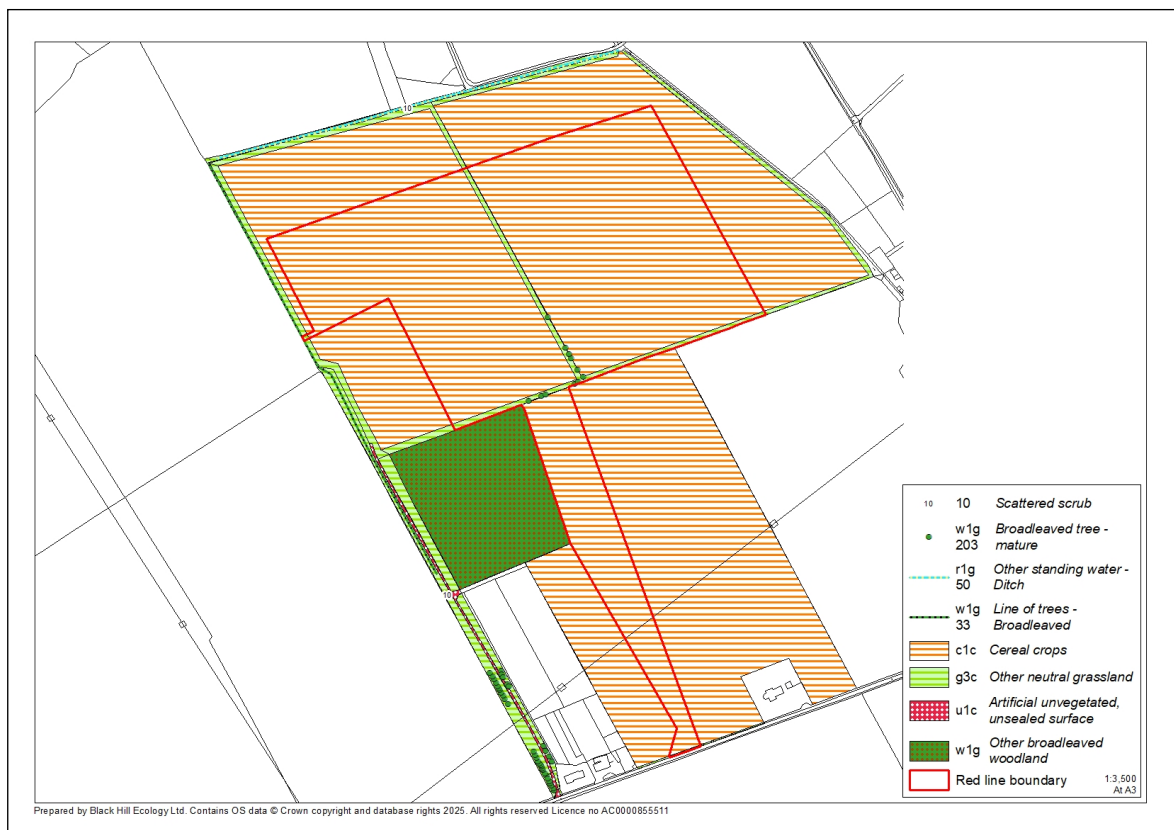 10
10
10 10 Scattered scrub
w1g Broadleaved tree -
203 mature
r1g Other standing water -
50 Ditch
w1g Line of trees -
33 Broadleaved
c1c Cereal crops
g3c Other neutral grassland
u1c Artificial unvegetated,
unsealed surface
w1g Other broadleaved
woodland
Red line boundary
1:3,500
At A3
Prepared by Black Hill Ecology Ltd. Contains OS data © Crown copyright and database rights 2025. All rights reserved Licence no AC0000855511